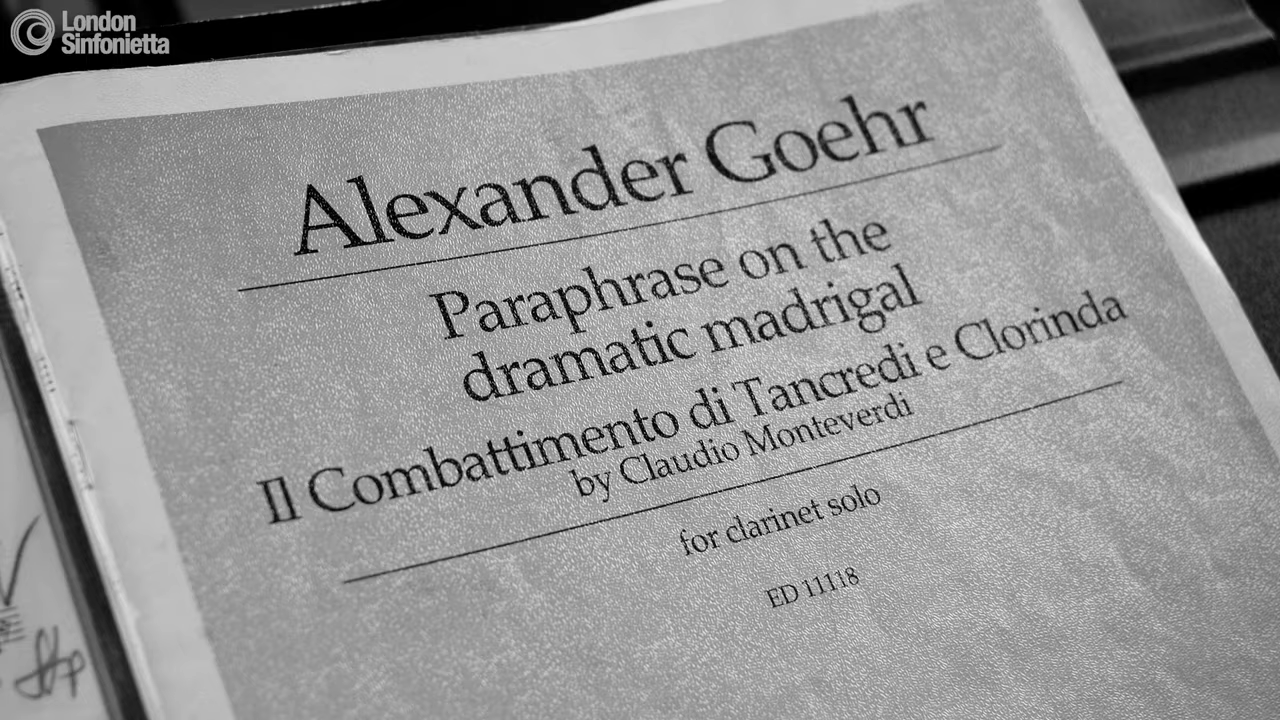 London
Sinfonietta
Alexander Goehr
Paraphrase on the
dramatic madrigal
Il Combattimento di Tancredi e Clorinda
by Claudio Monteverdi
for clarinet solo
ED 11118